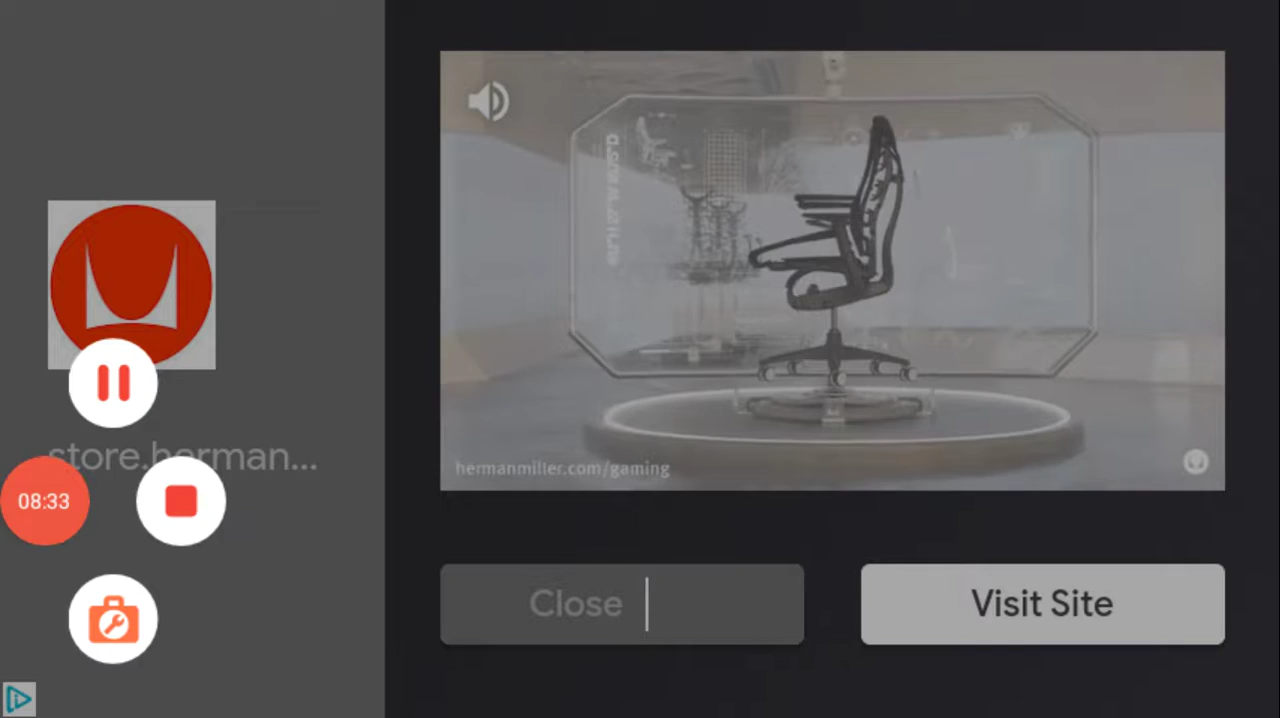 store.herman...
08:33
hermanmiller.com/gaming
Close
Visit Site